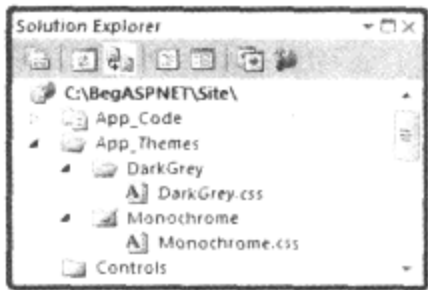 Solution Explorer
C:\BegASPNET\Site\
App_Code
App_Themes
DarkGrey
DarkGrey.css
Monochrome
Monochrome.css
Controls